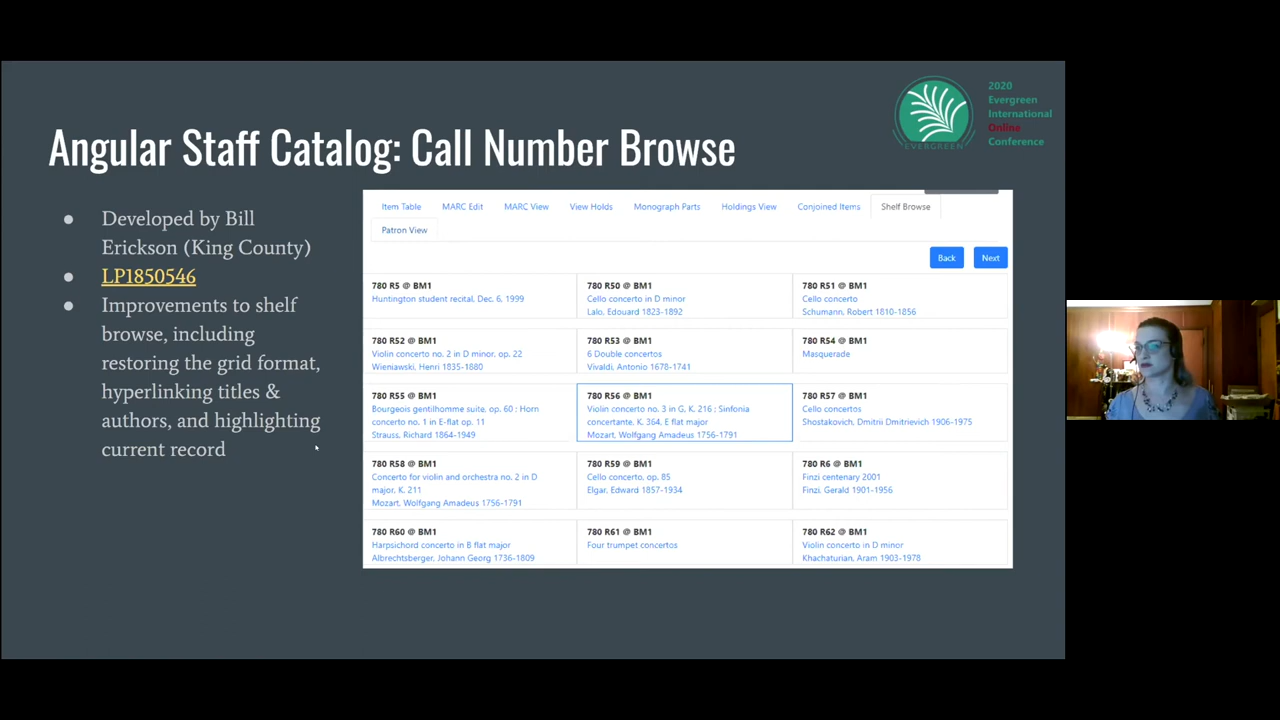 2020
Evergreen
International
Online
Conference
EVERGREEN
Angular Staff Catalog: Call Number Browse
Developed by Bill
Erickson (King County)
LP1850546
Improvements to shelf
browse, including
restoring the grid format,
hyperlinking titles &
authors, and highlighting
current record
Item Table MARC Edit MARC View View Holds Monograph Parts Holdings View Conjoined Items Shelf Browse
Patron View
Back Next
780 R5 @ BM1
Huntington student recital, Dec. 6, 1999
780 R50 @ BM1
Cello concerto in D minor
Lalo, Edouard 1823-1892
780 R51 @ BM1
Cello concerto
Schumann, Robert 1810-1856
780 R52 @ BM1
Violin concerto no. 2 in D minor, op. 22
Wieniawski, Henri 1835-1880
780 R53 @ BM1
6 Double concertos
Vivaldi, Antonio 1678-1741
780 R54 @ BM1
Masquerade
780 R55 @ BM1
Bourgeois gentilhomme suite, op. 60 ; Horn
concerto no. 1 in E-flat op. 11
Strauss, Richard 1864-1949
780 R56 @ BM1
Violin concerto no. 3 in G, K. 216 ; Sinfonia
concertante, K. 364, E flat major
Mozart, Wolfgang Amadeus 1756-1791
780 R57 @ BM1
Cello concertos
Shostakovich, Dmitrii Dmitrievich 1906-1975
780 R58 @ BM1
Concerto for violin and orchestra no. 2 in D
major, K. 211
Mozart, Wolfgang Amadeus 1756-1791
780 R59 @ BM1
Cello concerto, op. 85
Elgar, Edward 1857-1934
780 R6 @ BM1
Finzi centenary 2001
Finzi, Gerald 1901-1956
780 R60 @ BM1
Harpsichord concerto in B flat major
Albrechtsberger, Johann Georg 1736-1809
780 R61 @ BM1
Four trumpet concertos
780 R62 @ BM1
Violin concerto in D minor
Khachaturian, Aram 1903-1978